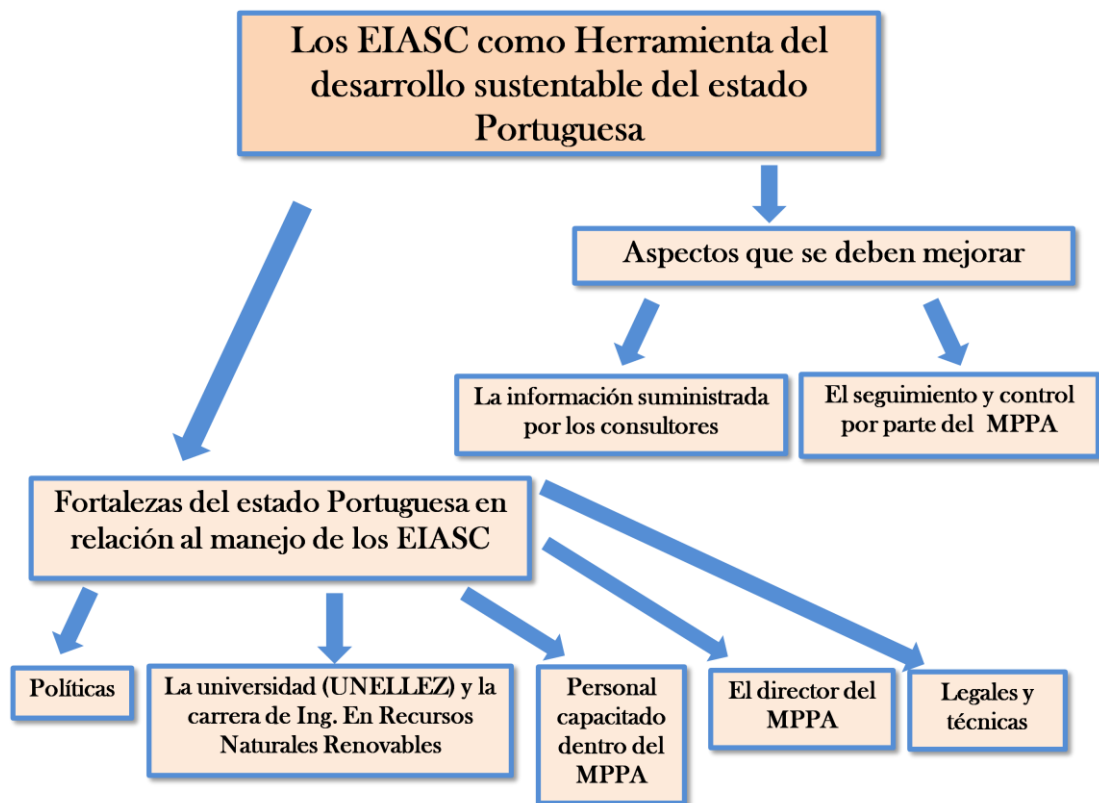 Los EIASC como Herramienta del
desarrollo sustentable del estado
Portuguesa
Aspectos que se deben mejorar
La información suministrada
por los consultores
El seguimiento y control
por parte del MPPA
Fortalezas del estado Portuguesa en
relación al manejo de los EIASC
Políticas
La universidad (UNELLEZ) y la
carrera de Ing. En Recursos
Naturales Renovables
Personal
capacitado
dentro del
MPPA
El director del
MPPA
Legales y
técnicas